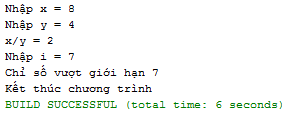 Nhập x = 8
Nhập y = 4
x/y = 2
Nhập i = 7
Chỉ số vượt giới hạn 7
Kết thúc chương trình
BUILD SUCCESSFUL (total time: 6 seconds)